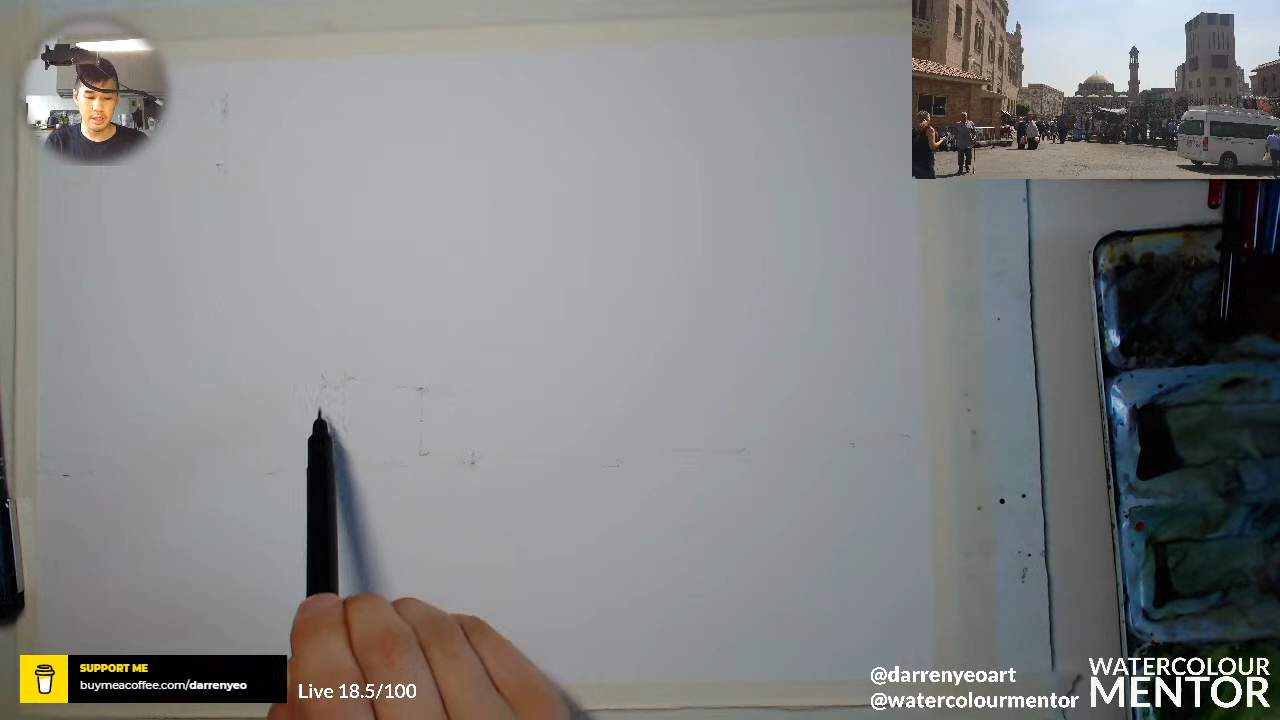 SUPPORT ME
buymeacoffee.com/darrenyeo
Live 18.5/100
@darrenyeoart
@watercolourmentor
WATERCOLOUR
MENTOR